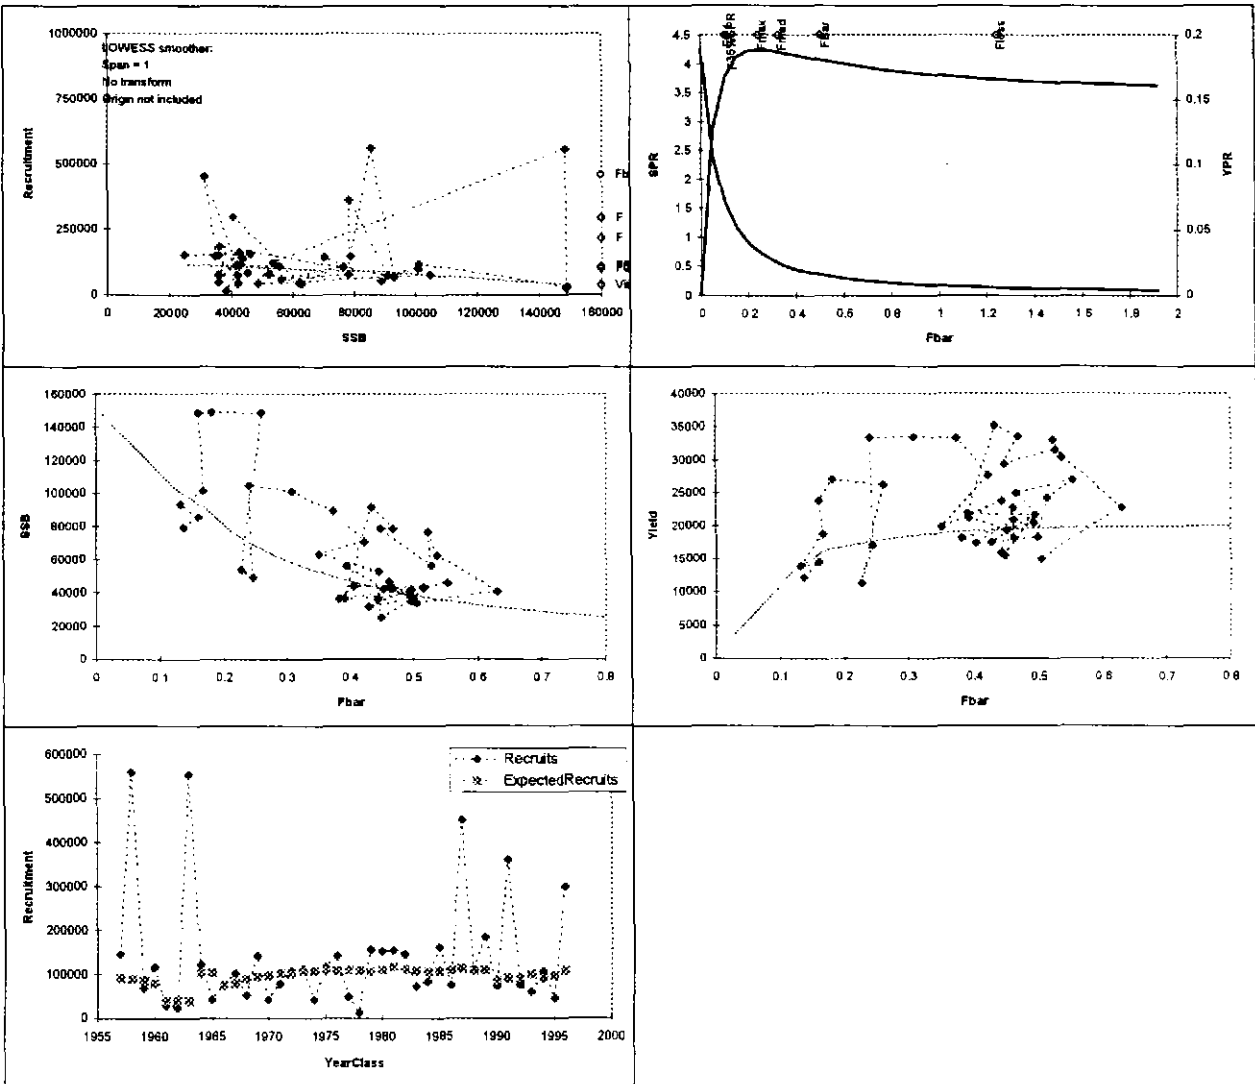 1000000
750000
500000
250000
0
LOWESS smoother:
Span = 1
No transform
Origin not included
Recruitment
0 20000 40000 60000 80000 100000 120000 140000 160000
SSB
Fb
F
F
4.5
4
3.5
3
2.5
2
1.5
1
0.5
0
SPR
Fmax
Fmed
Fbar
Floss
0.2
0.15
0.1
0.05
0
YPR
0 0.2 0.4 0.6 0.8 1 1.2 1.4 1.6 1.8 2
Fbar
160000
140000
120000
100000
80000
60000
40000
20000
0
SSB
0 0.1 0.2 0.3 0.4 0.5 0.6 0.7 0.8
Fbar
40000
35000
30000
25000
20000
15000
10000
5000
0
Yield
0 0.1 0.2 0.3 0.4 0.5 0.6 0.7 0.8
Fbar
600000
500000
400000
300000
200000
100000
0
Recruitment
Recruits
ExpectedRecruits
1955 1960 1965 1970 1975 1980 1985 1990 1995 2000
YearClass